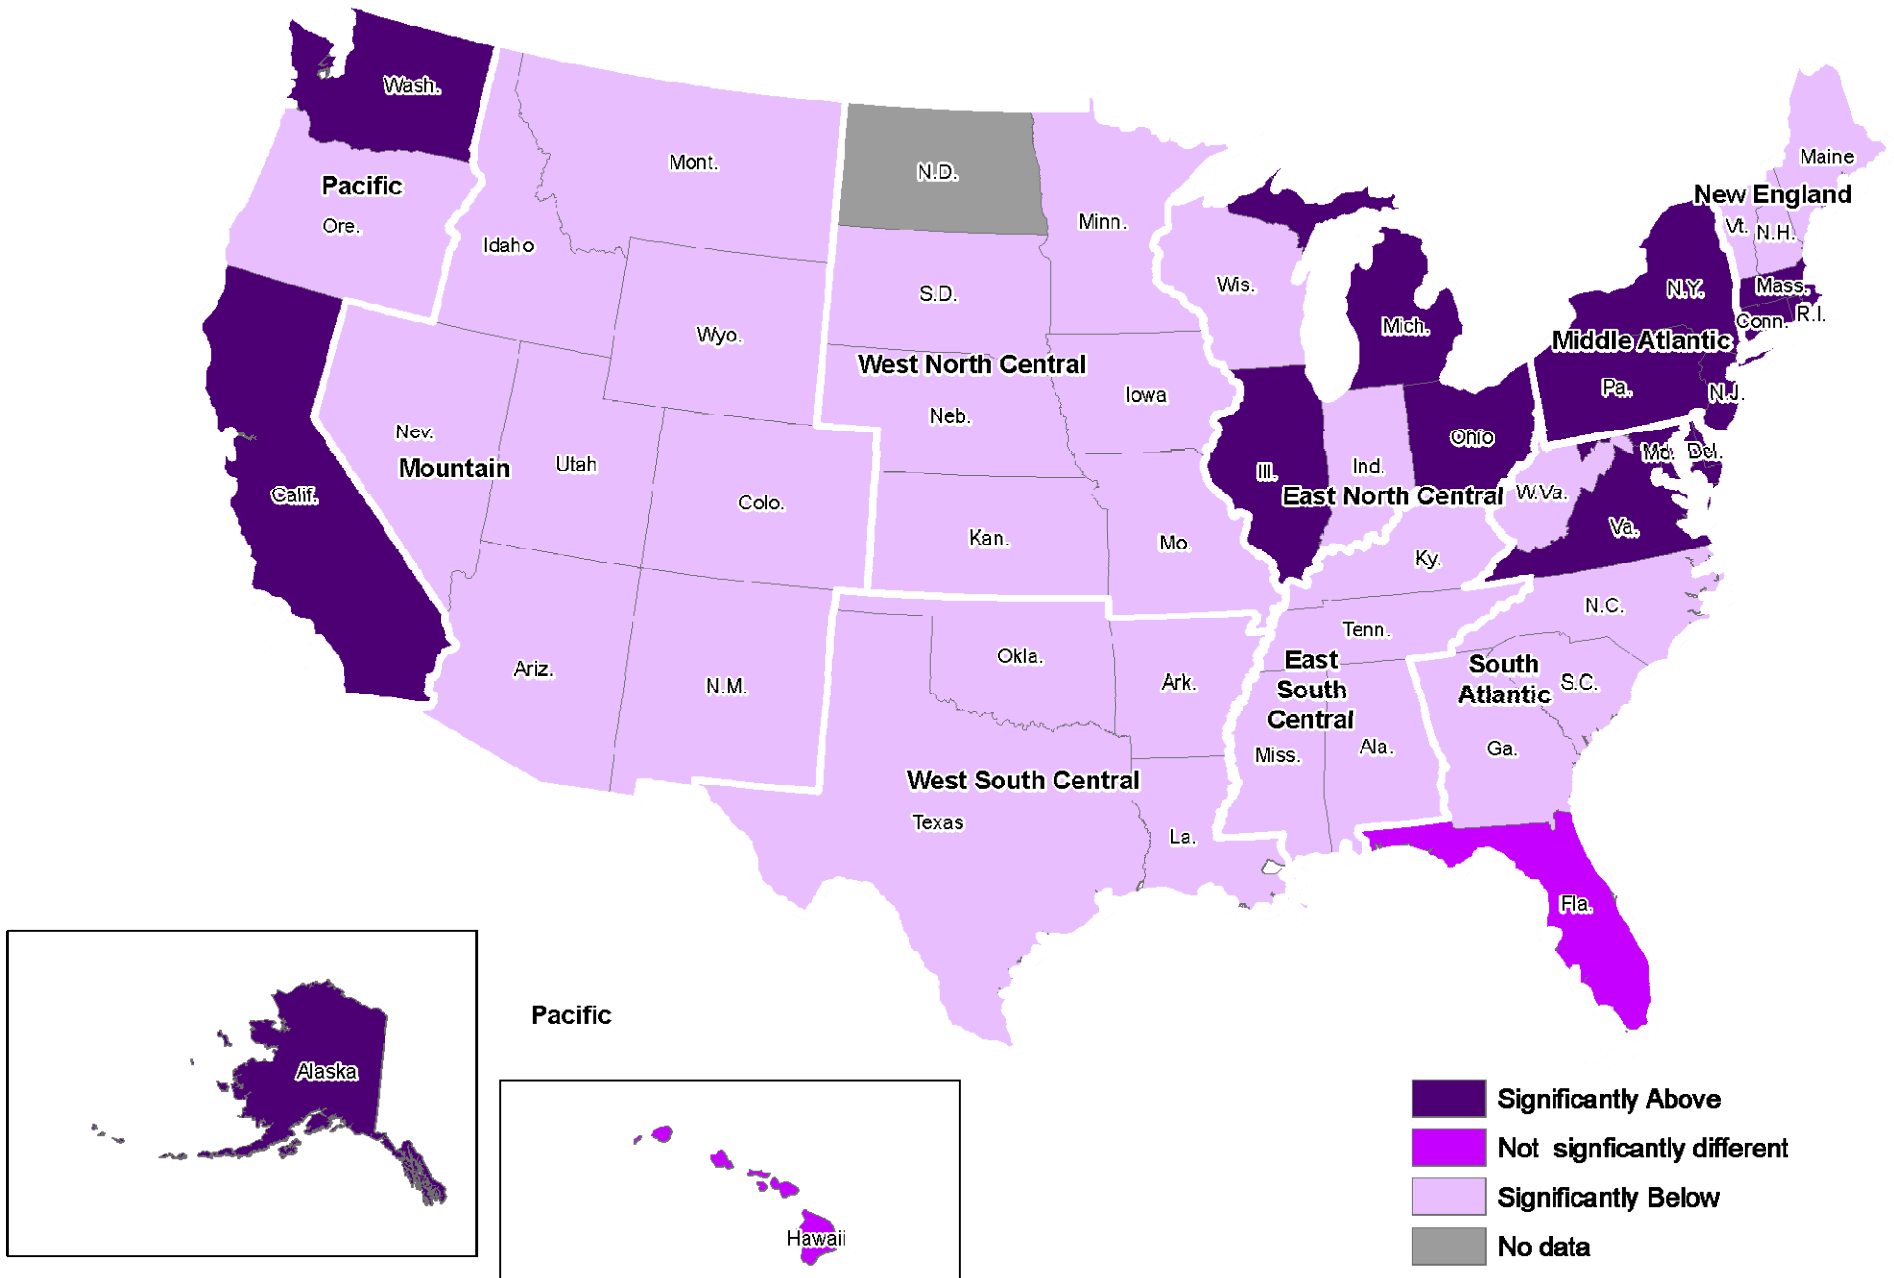 Wash.
Maine
Mont.
N.D.
Pacific
New England
Ore.
Minn.
Vt.
N.H.
Idaho
Wis.
Mass.
N.Y.
S.D.
R.I.
Conn.
Mich.
Wyo.
Middle Atlantic
West North Central
Pa.
N.J.
Iowa
Neb.
Nev.
Ohio
Md.
Del.
Mountain
Utah
Ill.
Ind.
Calif.
East North Central
W.Va.
Colo.
Va.
Kan.
Mo.
Ky.
N.C.
Tenn.
Okla.
East
South
Central
South
Atlantic
Ariz.
N.M.
Ark.
S.C.
Miss.
Ala.
Ga.
West South Central
Texas
La.
Fla.
Pacific
Alaska
Hawaii
Significantly Above
Not signficantly different
Significantly Below
No data